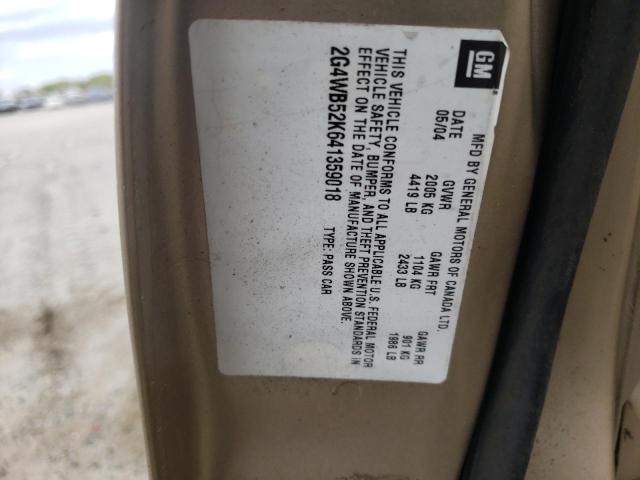 GM
MFD BY GENERAL MOTORS OF CANADA LTD.
DATE GVWR GAWR FRT GAWR RR
05/04 2005 KG 1104 KG 901 KG
4419 LB 2433 LB 1986 LB
THIS VEHICLE CONFORMS TO ALL APPLICABLE U.S. FEDERAL MOTOR
VEHICLE SAFETY, BUMPER, AND THEFT PREVENTION STANDARDS IN
EFFECT ON THE DATE OF MANUFACTURE SHOWN ABOVE.
2G4WB52K641359018 TYPE: PASS CAR